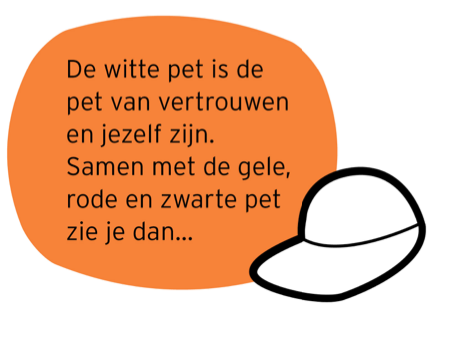 De witte pet is de
pet van vertrouwen
en jezelf zijn.
Samen met de gele,
rode en zwarte pet
zie je dan...